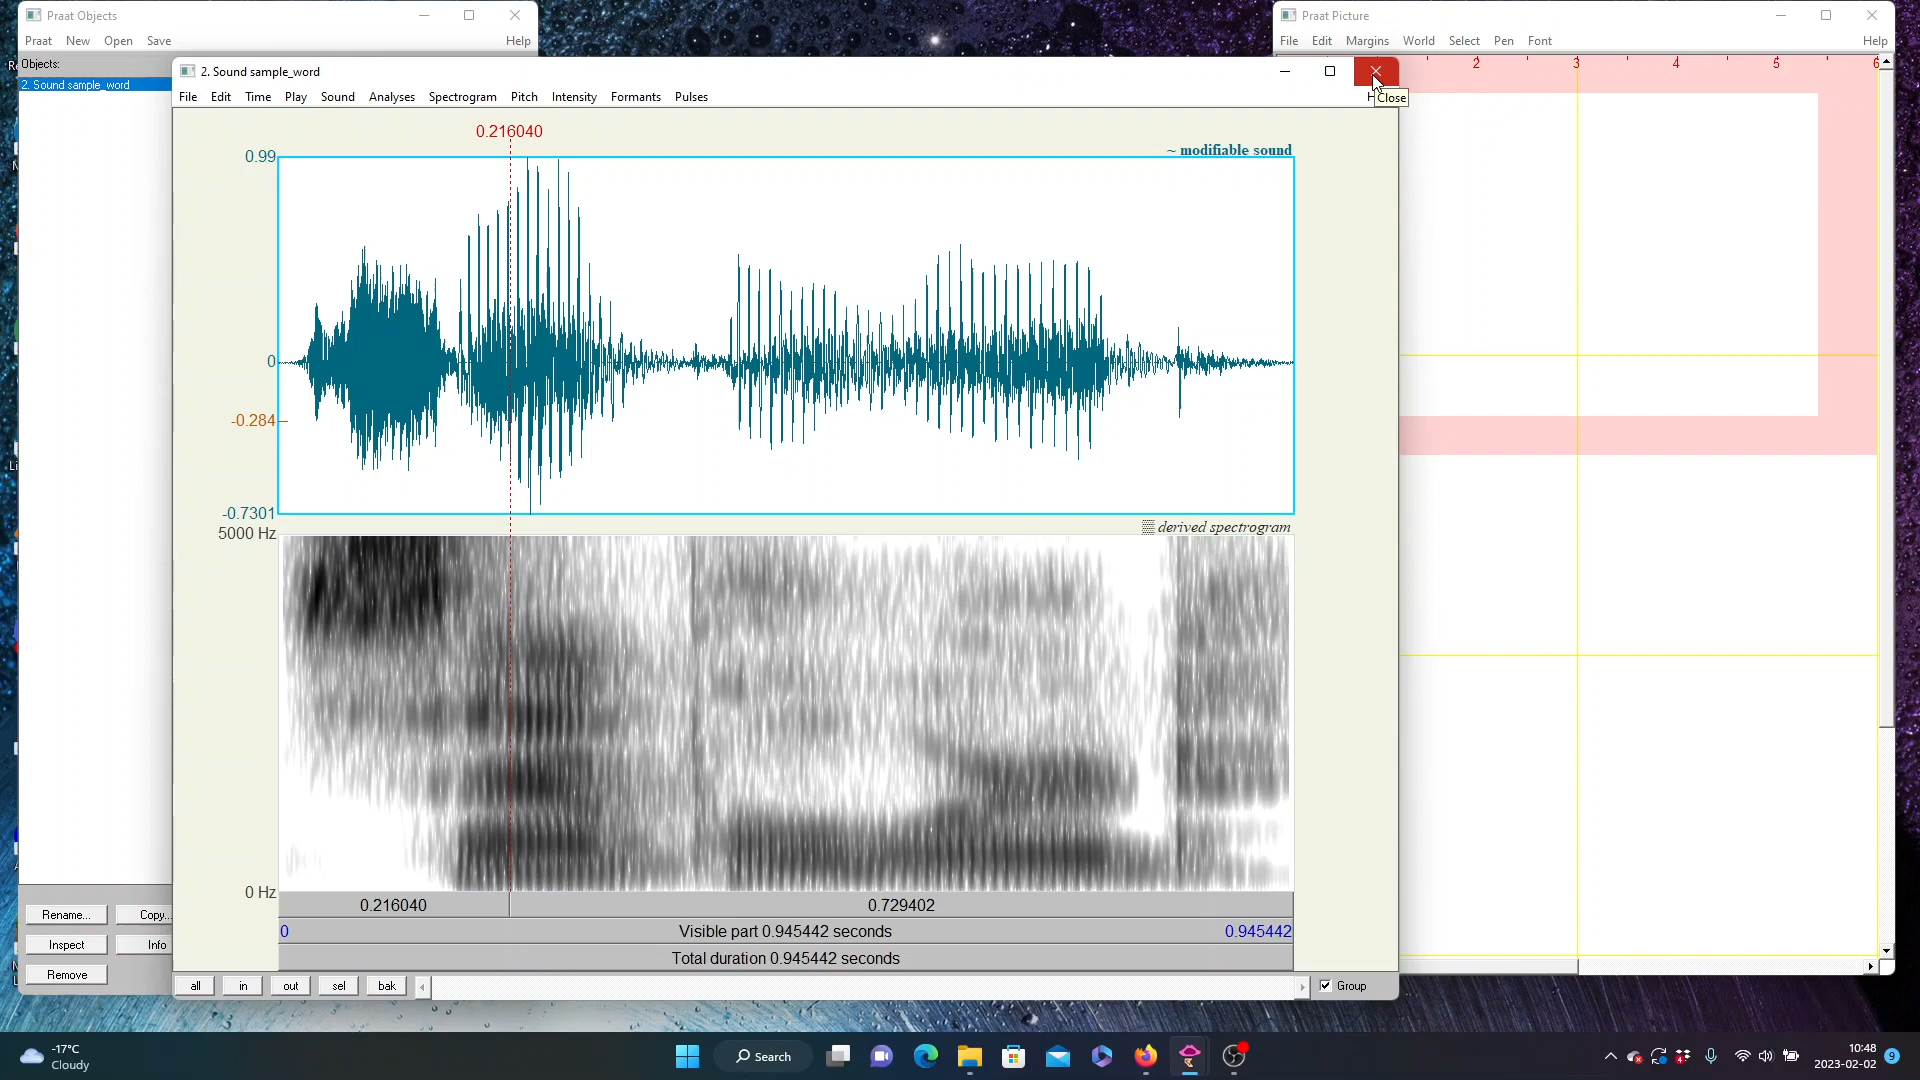 Praat Objects
Praat New Open Save Help
Objects:
2. Sound sample_word
Rename... Copy...
Inspect Info
Remove
2. Sound sample_word
File Edit Time Play Sound Analyses Spectrogram Pitch Intensity Formants Pulses
Close
0.216040
0.99
~ modifiable sound
0
-0.284
-0.7301
5000 Hz
derived spectrogram
0 Hz
0.216040 0.729402
0 Visible part 0.945442 seconds 0.945442
Total duration 0.945442 seconds
all in out sel bak Group
Praat Picture
File Edit Margins World Select Pen Font Help
2 3 4 5 6
-17°C
Cloudy
Search
10:48
2023-02-02
9